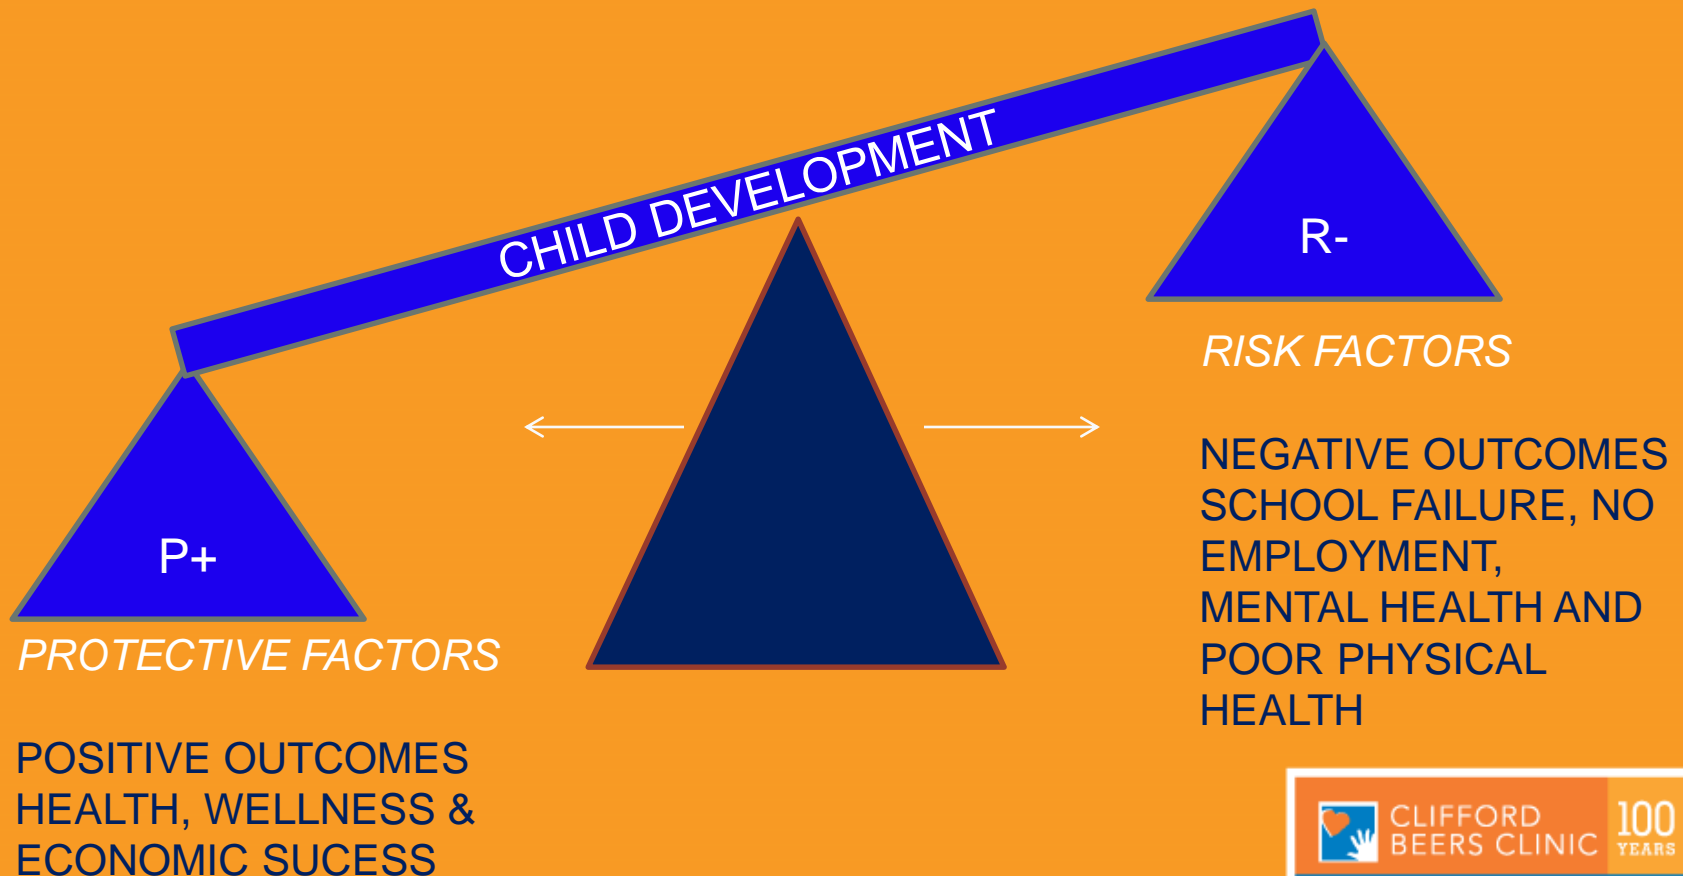 CHILD DEVELOPMENT
R-
RISK FACTORS
NEGATIVE OUTCOMES
SCHOOL FAILURE, NO
EMPLOYMENT,
MENTAL HEALTH AND
POOR PHYSICAL
HEALTH
P+
PROTECTIVE FACTORS
POSITIVE OUTCOMES
HEALTH, WELLNESS &
ECONOMIC SUCESS
CLIFFORD
BEERS CLINIC
100
YEARS